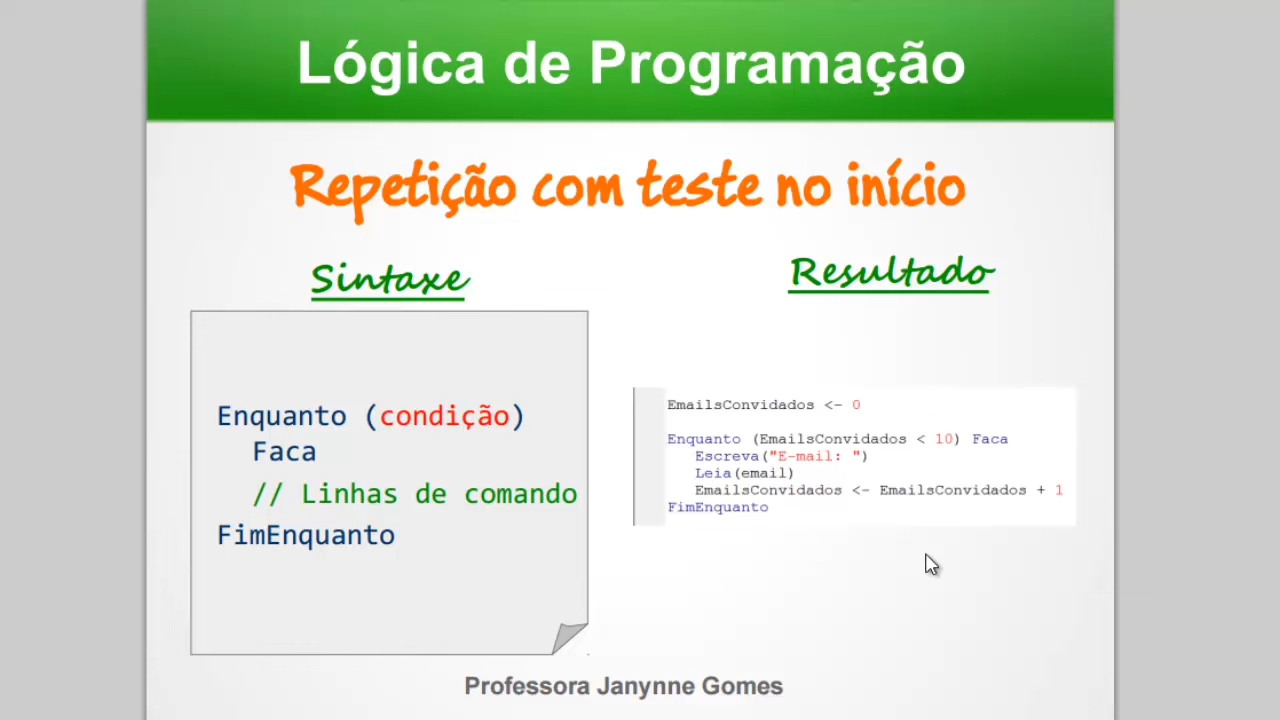 Lógica de Programação
Repetição com teste no início
Sintaxe
Enquanto (condição)
Faca
// Linhas de comando
FimEnquanto
Resultado
EmailsConvidados <- 0
Enquanto (EmailsConvidados < 10) Faca
Escreva("E-mail: ")
Leia(email)
EmailsConvidados <- EmailsConvidados + 1
FimEnquanto
Professora Janynne Gomes